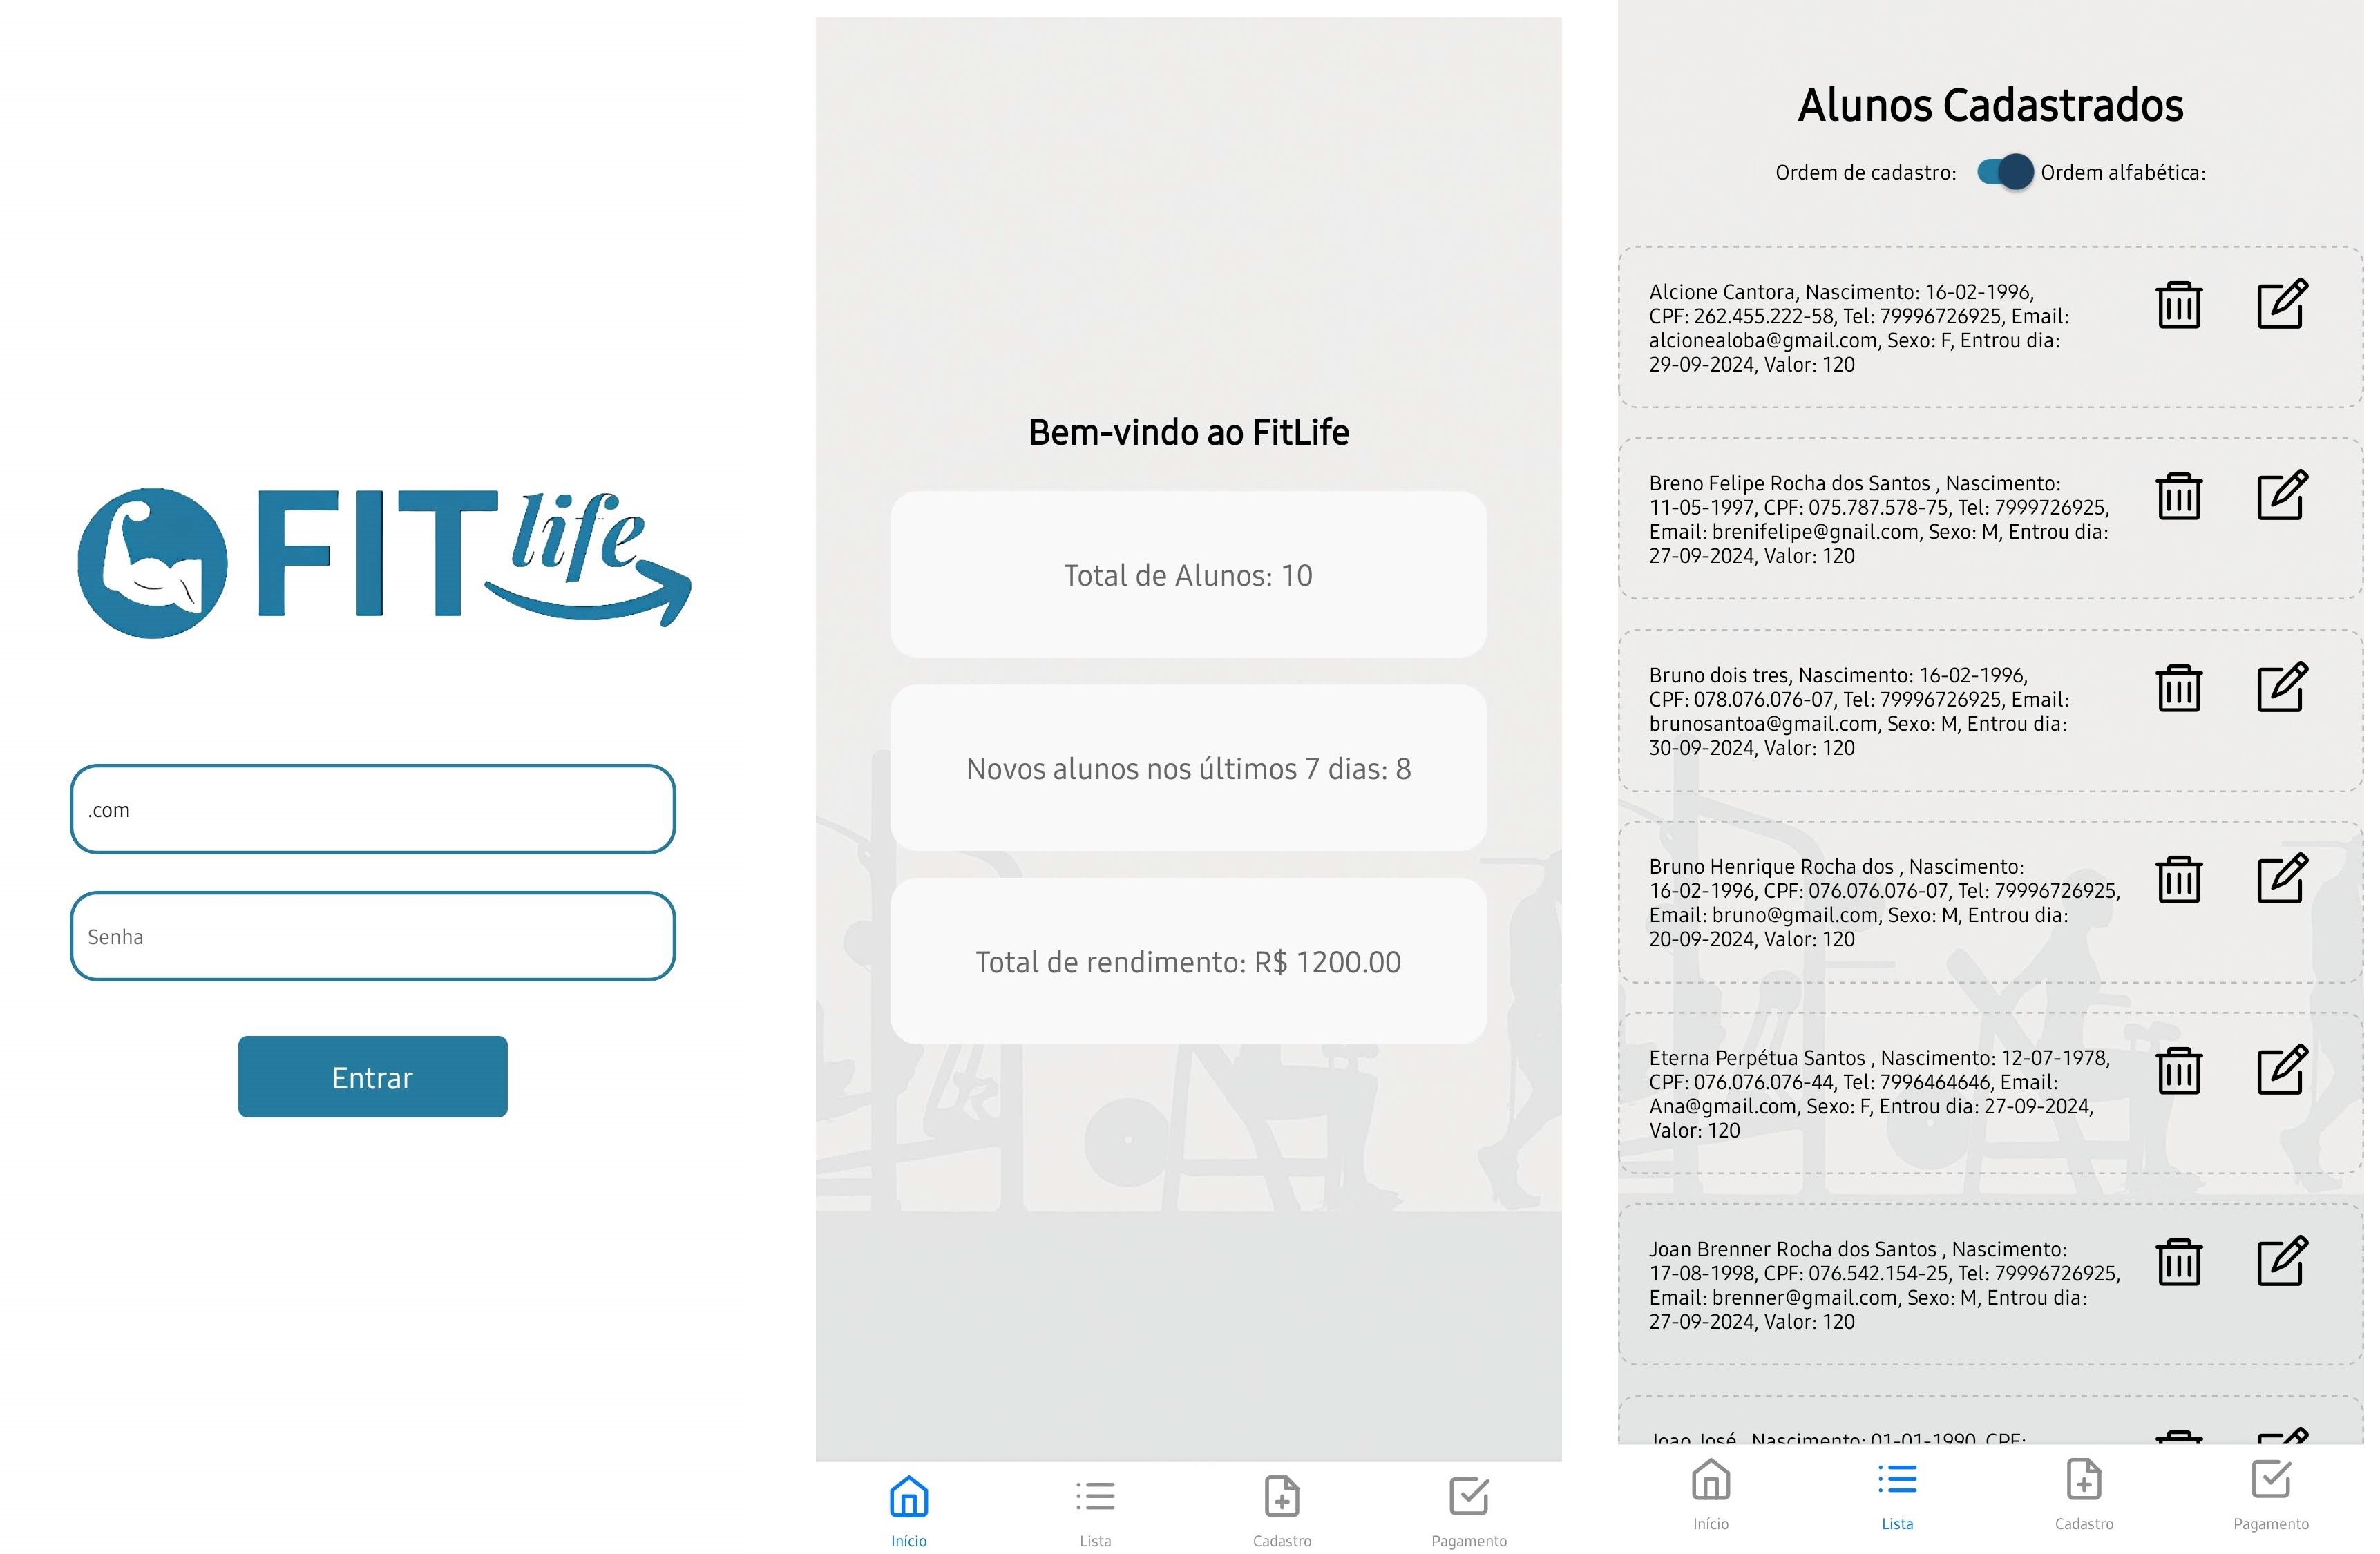 FIT life
.com
Senha
Entrar
Bem-vindo ao FitLife
Total de Alunos: 10
Novos alunos nos últimos 7 dias: 8
Total de rendimento: R$ 1200.00
Início
Lista
Cadastro
Pagamento
Alunos Cadastrados
Ordem de cadastro: Ordem alfabética:
Alcione Cantora, Nascimento: 16-02-1996,
CPF: 262.455.222-58, Tel: 79996726925, Email:
alcionealoba@gmail.com, Sexo: F, Entrou dia:
29-09-2024, Valor: 120
Breno Felipe Rocha dos Santos , Nascimento:
11-05-1997, CPF: 075.787.578-75, Tel: 7999726925,
Email: brenifelipe@gnail.com, Sexo: M, Entrou dia:
27-09-2024, Valor: 120
Bruno dois tres, Nascimento: 16-02-1996,
CPF: 078.076.076-07, Tel: 79996726925, Email:
brunosantoa@gmail.com, Sexo: M, Entrou dia:
30-09-2024, Valor: 120
Bruno Henrique Rocha dos , Nascimento:
16-02-1996, CPF: 076.076.076-07, Tel: 79996726925,
Email: bruno@gmail.com, Sexo: M, Entrou dia:
20-09-2024, Valor: 120
Eterna Perpétua Santos , Nascimento: 12-07-1978,
CPF: 076.076.076-44, Tel: 7996464646, Email:
Ana@gmail.com, Sexo: F, Entrou dia: 27-09-2024,
Valor: 120
Joan Brenner Rocha dos Santos , Nascimento:
17-08-1998, CPF: 076.542.154-25, Tel: 79996726925,
Email: brenner@gmail.com, Sexo: M, Entrou dia:
27-09-2024, Valor: 120
Joao José , Nascimento: 01-01-1990, CPF:
Início
Lista
Cadastro
Pagamento